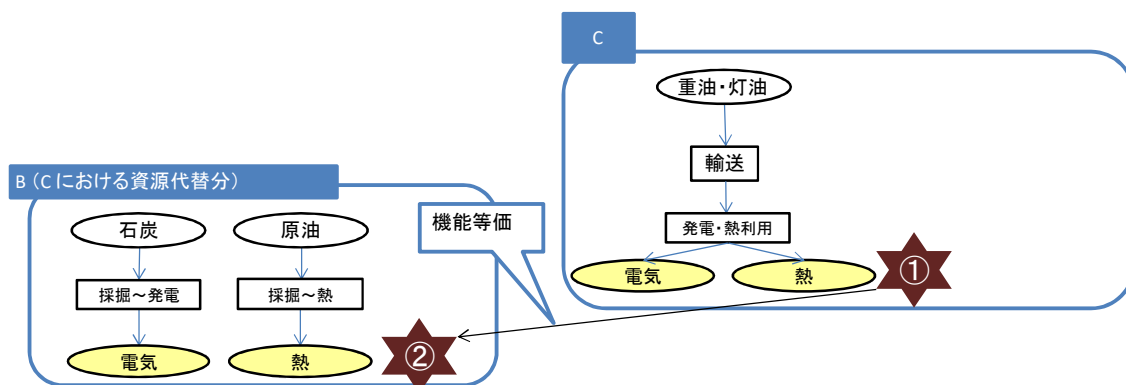 C
重油・灯油
輸送
発電・熱利用
電気
熱
①
B（Cにおける資源代替分）
石炭
原油
採掘～発電
採掘～熱
電気
熱
②
機能等価